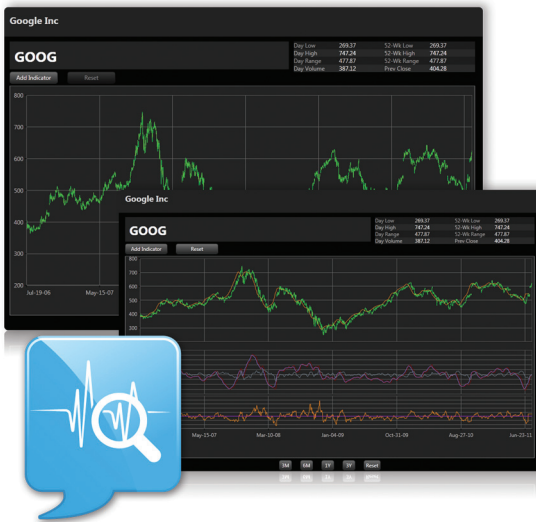 Google Inc
GOOG
Day Low 269.37 52-Wk Low 269.37
Day High 747.24 52-Wk High 747.24
Day Range 477.87 52-Wk Range 477.87
Day Volume 387.12 Prev Close 404.28
Add Indicator Reset
800
700
600
500
400
300
200
Jul-19-06 May-15-07
Google Inc
GOOG
Day Low 269.37 52-Wk Low 269.37
Day High 747.24 52-Wk High 747.24
Day Range 477.87 52-Wk Range 477.87
Day Volume 387.12 Prev Close 404.28
Add Indicator Reset
800
700
600
500
400
300
May-15-07 Mar-10-08 Jan-04-09 Oct-31-09 Aug-27-10 Jun-23-11
3M 6M 1Y 3Y Reset